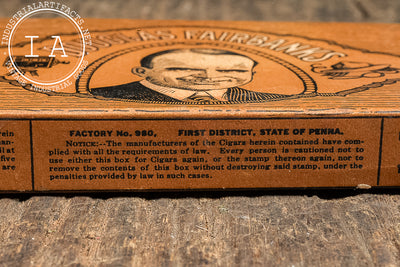 INDUSTRIALARTIFACTS.NET
IA
DOUGLAS FAIRBANKS
FACTORY No. 960, FIRST DISTRICT, STATE OF PENNA.
NOTICE:--The manufacturers of the Cigars herein contained have com-
plied with all the requirements of law. Every person is cautioned not to
use either this box for Cigars again, or the stamp thereon again, nor to
remove the contents of this box without destroying said stamp, under the
penalties provided by law in such cases.